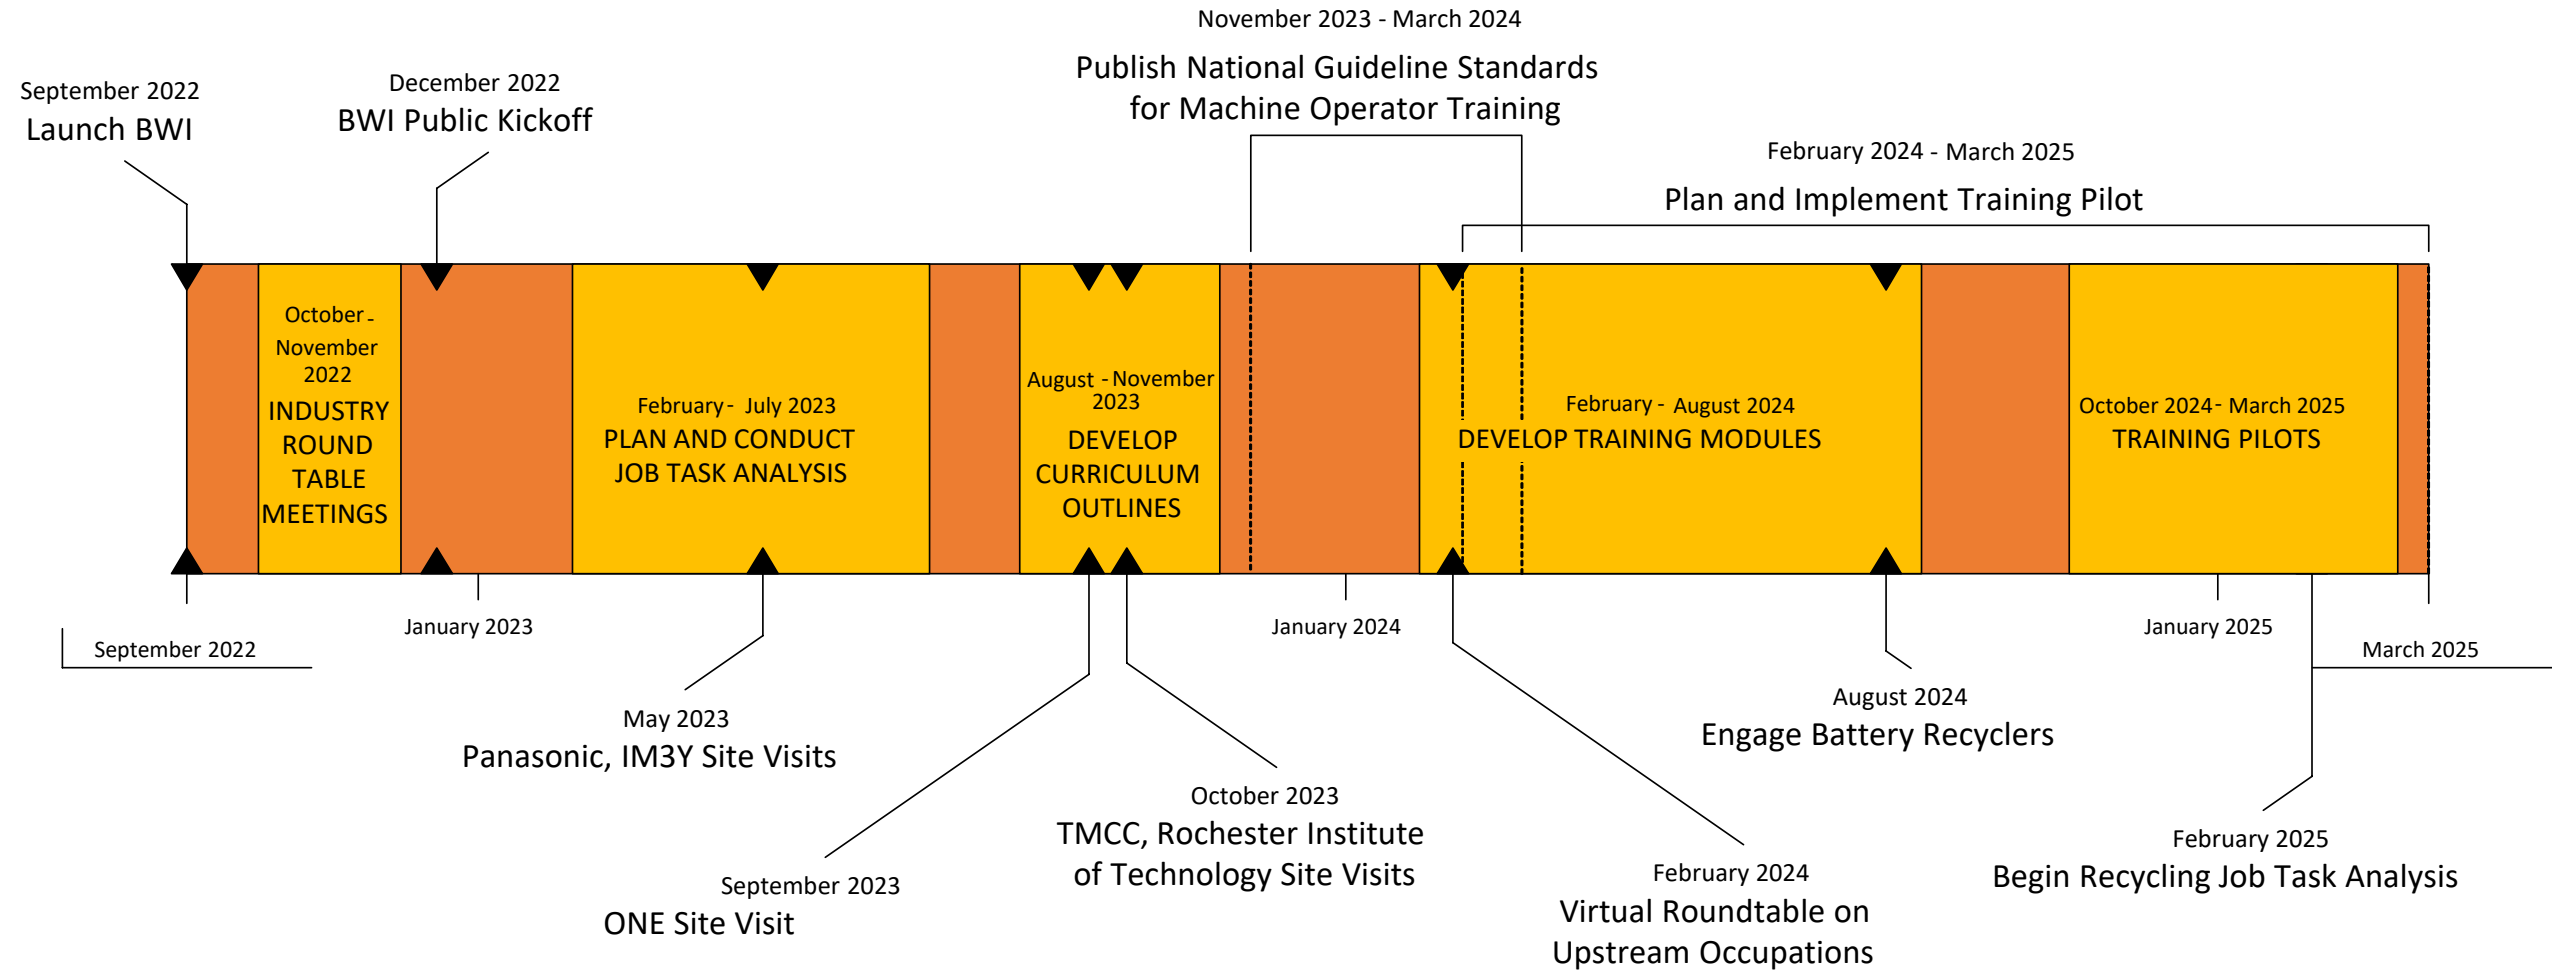 November 2023 - March 2024
Publish National Guideline Standards
for Machine Operator Training
September 2022
Launch BWI
December 2022
BWI Public Kickoff
February 2024 - March 2025
Plan and Implement Training Pilot
October -
November
2022
INDUSTRY
ROUND
TABLE
MEETINGS
February - July 2023
PLAN AND CONDUCT
JOB TASK ANALYSIS
August - November
2023
DEVELOP
CURRICULUM
OUTLINES
February - August 2024
DEVELOP TRAINING MODULES
October 2024 - March 2025
TRAINING PILOTS
September 2022
January 2023
January 2024
January 2025
March 2025
May 2023
Panasonic, IM3Y Site Visits
September 2023
ONE Site Visit
October 2023
TMCC, Rochester Institute
of Technology Site Visits
February 2024
Virtual Roundtable on
Upstream Occupations
August 2024
Engage Battery Recyclers
February 2025
Begin Recycling Job Task Analysis